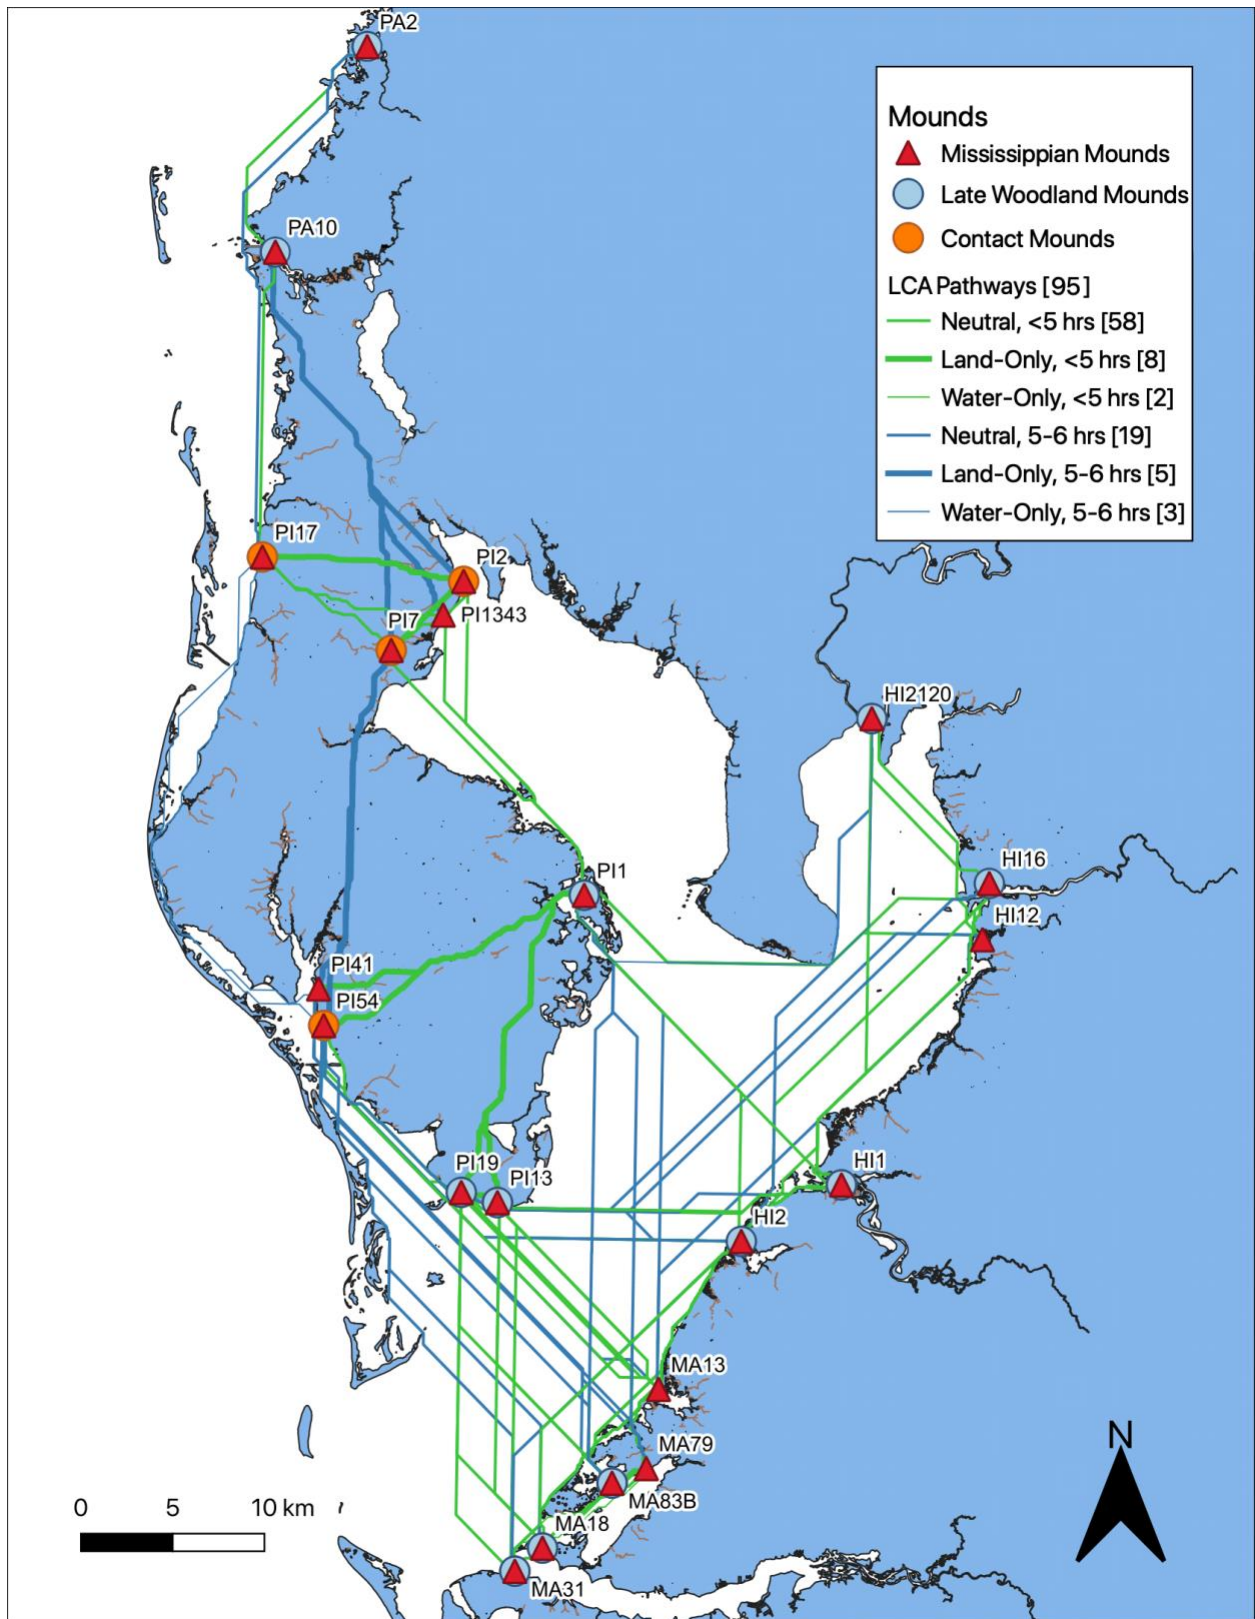 PA2
Mounds
Mississippian Mounds
Late Woodland Mounds
Contact Mounds
LCA Pathways [95]
Neutral, <5 hrs [58]
Land-Only, <5 hrs [8]
Water-Only, <5 hrs [2]
Neutral, 5-6 hrs [19]
Land-Only, 5-6 hrs [5]
Water-Only, 5-6 hrs [3]
PA10
PI17
PI2
PI1343
PI7
HI2120
HI16
PI1
HI12
PI41
PI54
PI19
PI13
HI1
HI2
MA13
MA79
MA83B
MA18
MA31
N
0 5 10 km